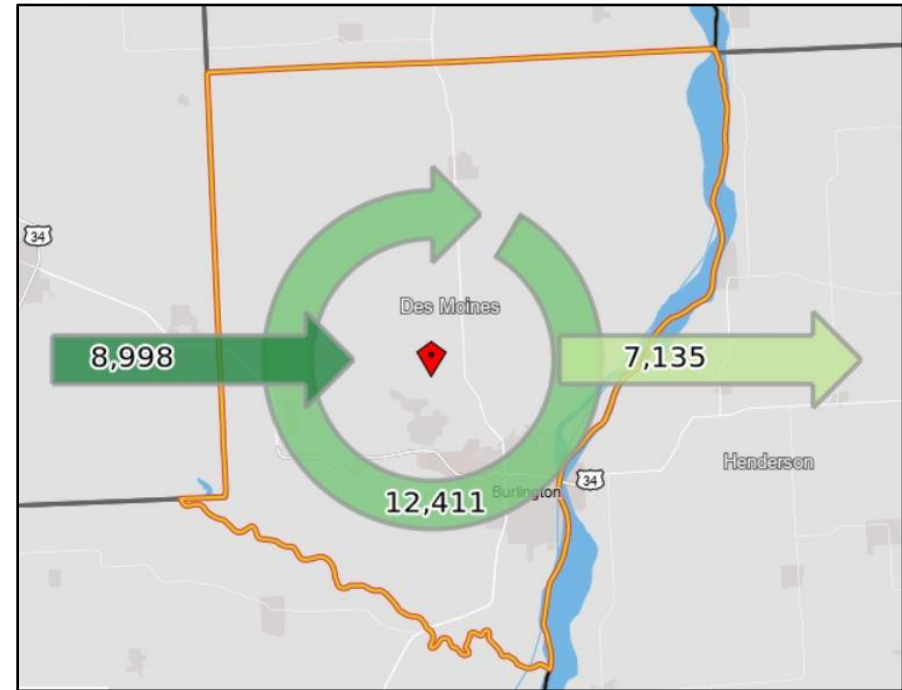 34
Des Moines
8,998
7,135
Henderson
34
Burlington
12,411